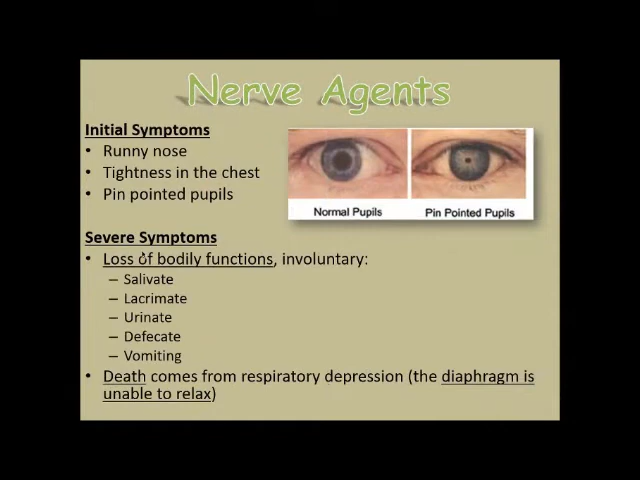 Nerve Agents
Initial Symptoms
• Runny nose
• Tightness in the chest
• Pin pointed pupils
Normal Pupils
Pin Pointed Pupils
Severe Symptoms
• Loss of bodily functions, involuntary:
– Salivate
– Lacrimate
– Urinate
– Defecate
– Vomiting
• Death comes from respiratory depression (the diaphragm is
unable to relax)